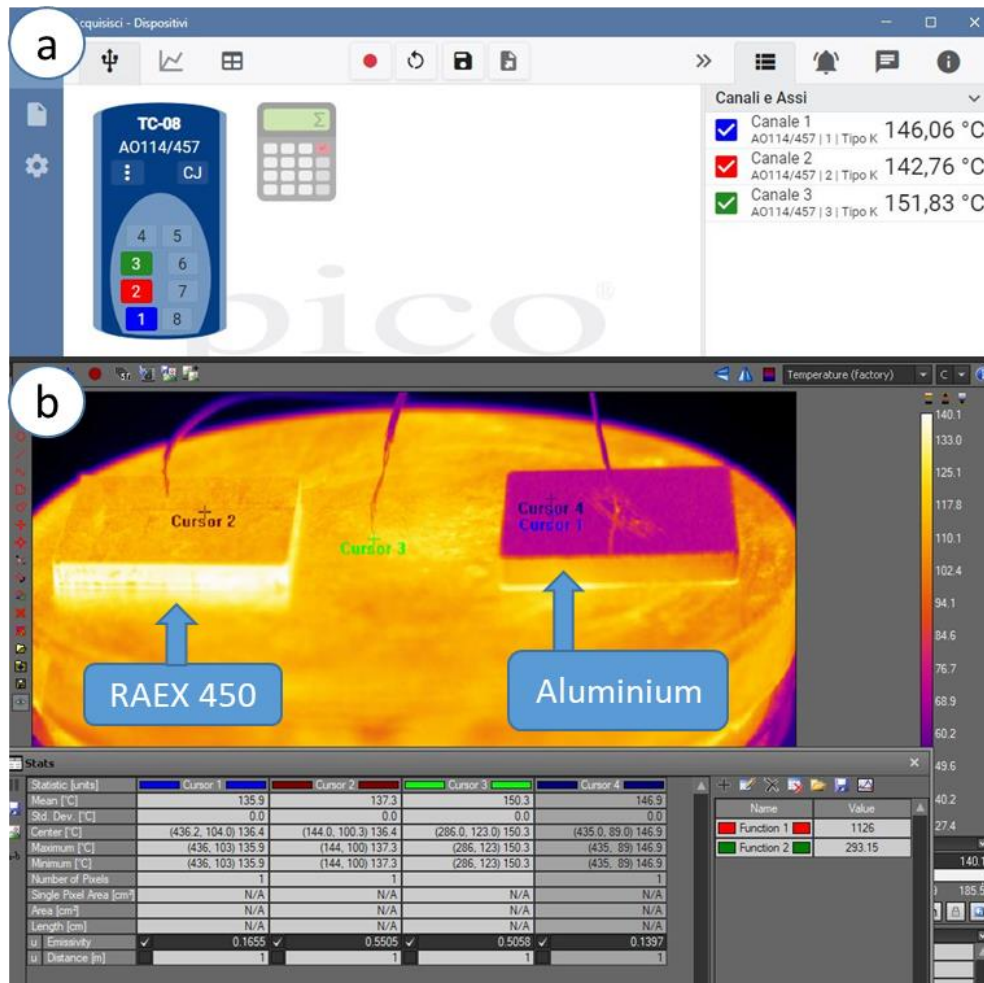 a
cquisisci - Dispositivi
TC-08
AO114/457
CJ
4 5
3 6
2 7
1 8
pico
Canali e Assi
Canale 1
AO114/457 | 1 | Tipo K 146,06 °C
Canale 2
AO114/457 | 2 | Tipo K 142,76 °C
Canale 3
AO114/457 | 3 | Tipo K 151,83 °C
b
Temperature (factory) C
140.1
133.0
125.1
117.8
110.1
102.4
94.1
84.6
76.7
68.9
60.2
49.6
40.2
27.4
Cursor 2
Cursor 3
Cursor 4
Cursor 1
RAEX 450
Aluminium
Stats
Statistic [units] Cursor 1 Cursor 2 Cursor 3 Cursor 4
Mean [°C] 135.9 137.3 150.3 146.9
Std. Dev. [°C] 0.0 0.0 0.0 0.0
Center [°C] (436.2, 104.0) 136.4 (144.0, 100.3) 136.4 (286.0, 123.0) 150.3 (435.0, 89.0) 146.9
Maximum [°C] (436, 103) 135.9 (144, 100) 137.3 (286, 123) 150.3 (435, 89) 146.9
Minimum [°C] (436, 103) 135.9 (144, 100) 137.3 (286, 123) 150.3 (435, 89) 146.9
Number of Pixels 1 1 1
Single Pixel Area [cm²] N/A N/A N/A N/A
Area [cm²] N/A N/A N/A N/A
Length [cm] N/A N/A N/A N/A
u Emissivity 0.1655 0.5505 0.5058 0.1397
u Distance [m] 1 1 1 1
Name Value
Function 1 1126
Function 2 293.15
140.1
185.5